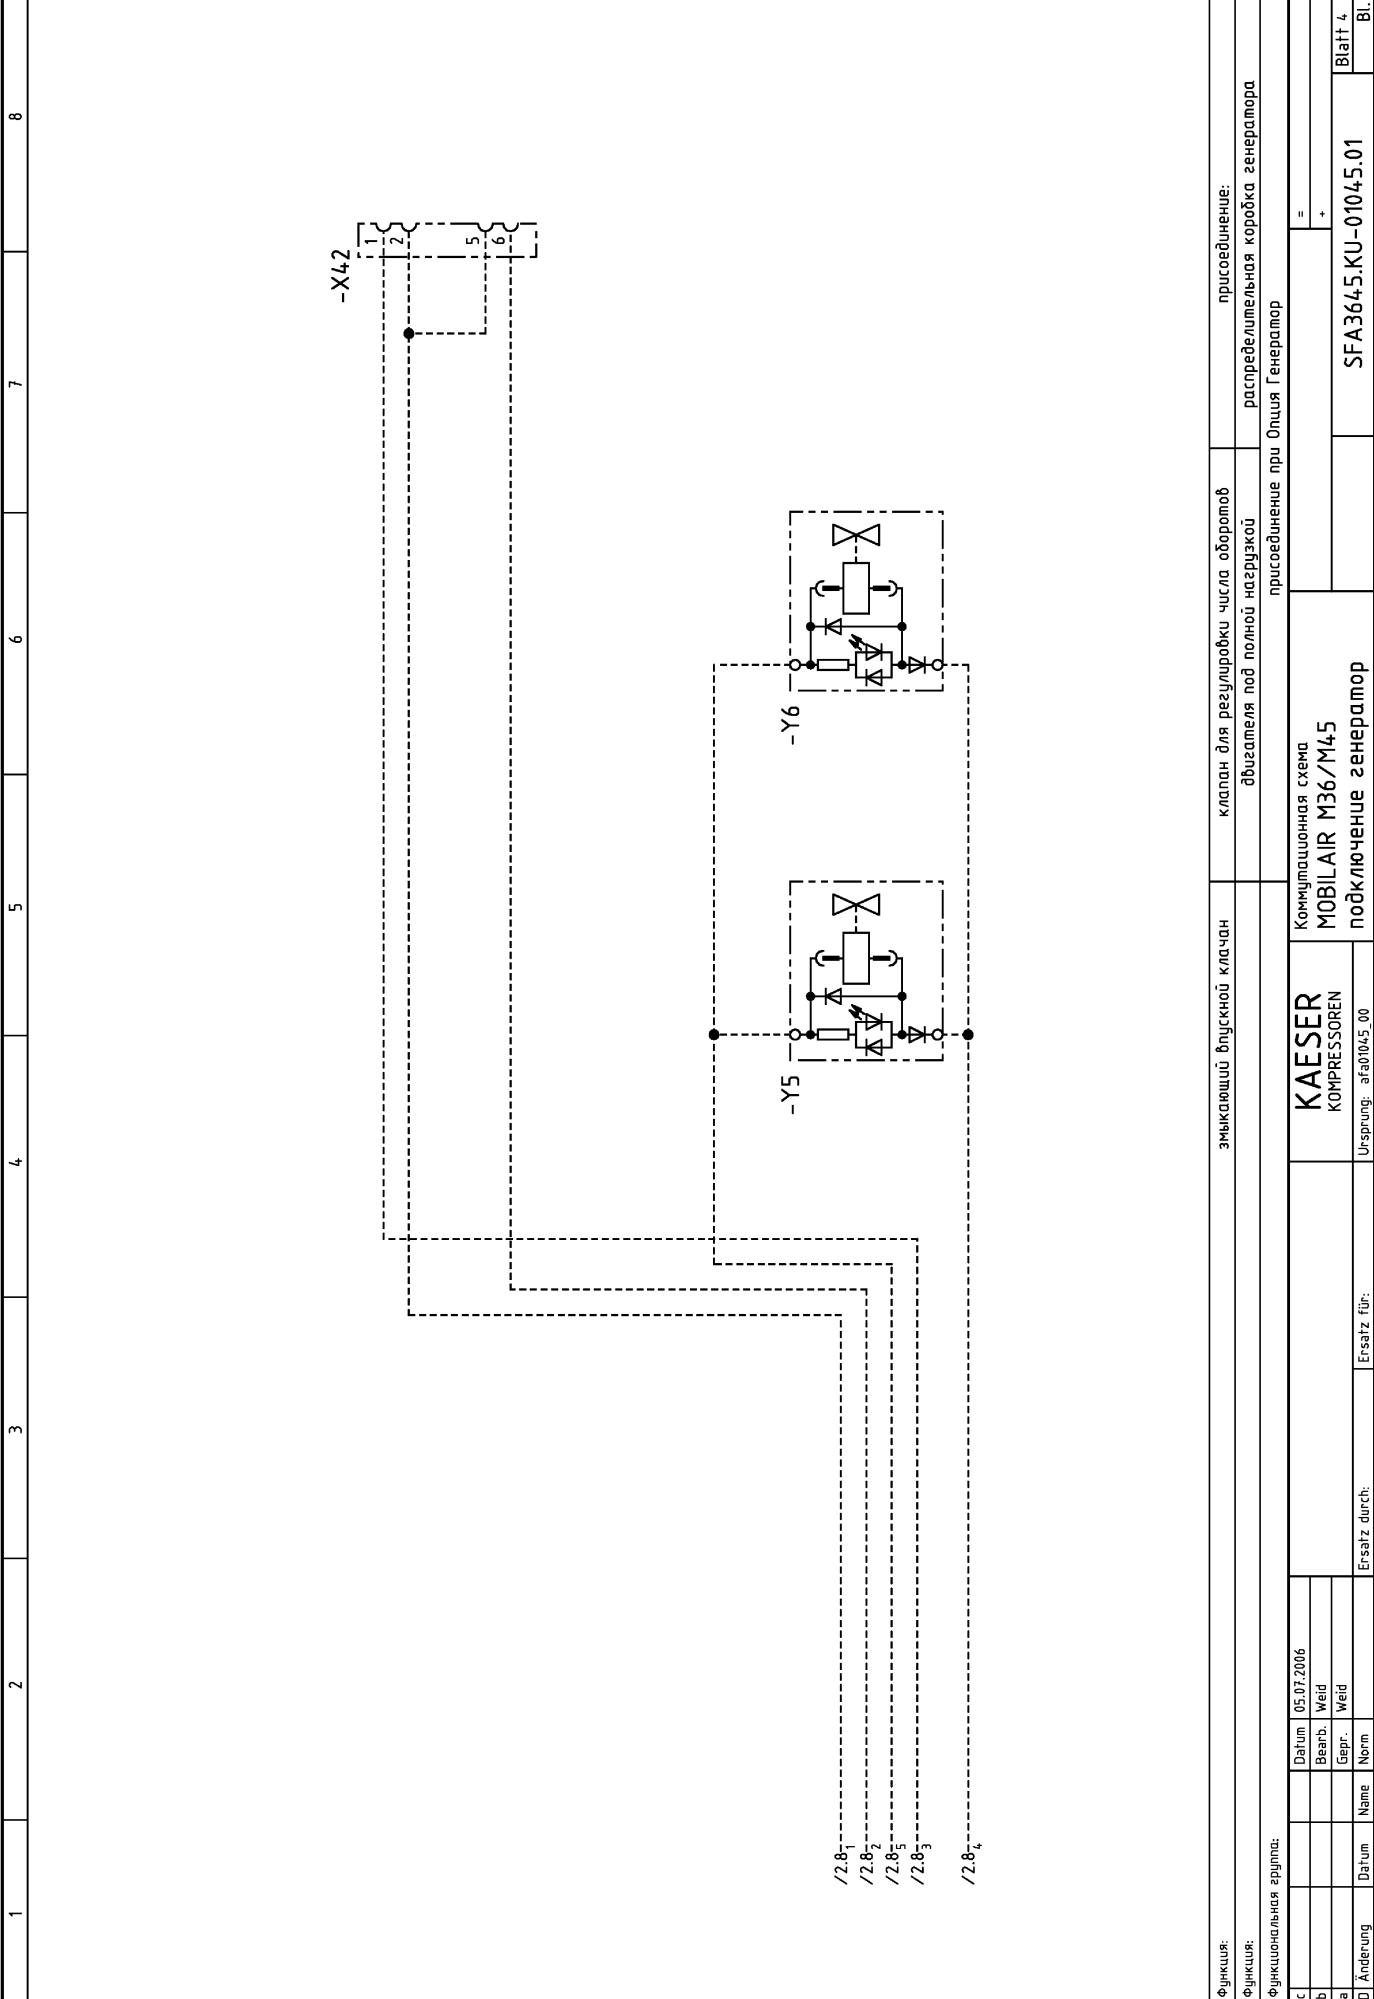 1 2 3 4 5 6 7 8
-X42
1 2 5 6
-Y5
-Y6
/2.8 1
/2.8 2
/2.8 5
/2.8 3
/2.8 4
Функция: змыкающий впускной клачан клапан для регулировки числа оборотов присоединение:
Функция: двигателя под полной нагрузкой распределительная коробка генератора
Функциональная группа: присоединение при Опция Генератор
c Datum 05.07.2006
b Bearb. Weid
a Gepr. Weid
Änderung Datum Name Norm
Ersatz durch:
Ersatz für:
KAESER
KOMPRESSOREN
Ursprung: afa01045_00
Коммутационная схема
MOBILAIR M36/M45
подключение генератор
=
+
SFA3645.KU-01045.01
Blatt 4
Bl.